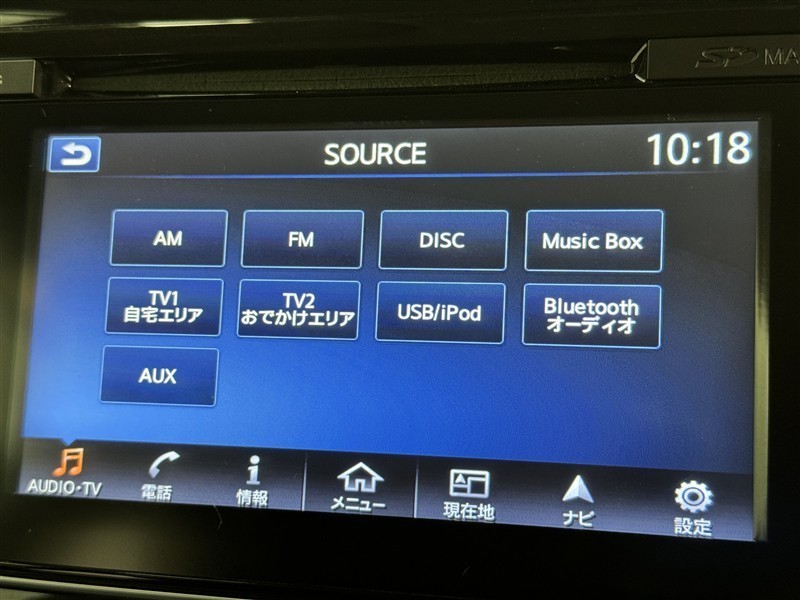 SD MA
SOURCE
10:18
AM
FM
DISC
Music Box
TV1
自宅エリア
TV2
おでかけエリア
USB/iPod
Bluetooth
オーディオ
AUX
AUDIO・TV
電話
情報
メニュー
現在地
ナビ
設定